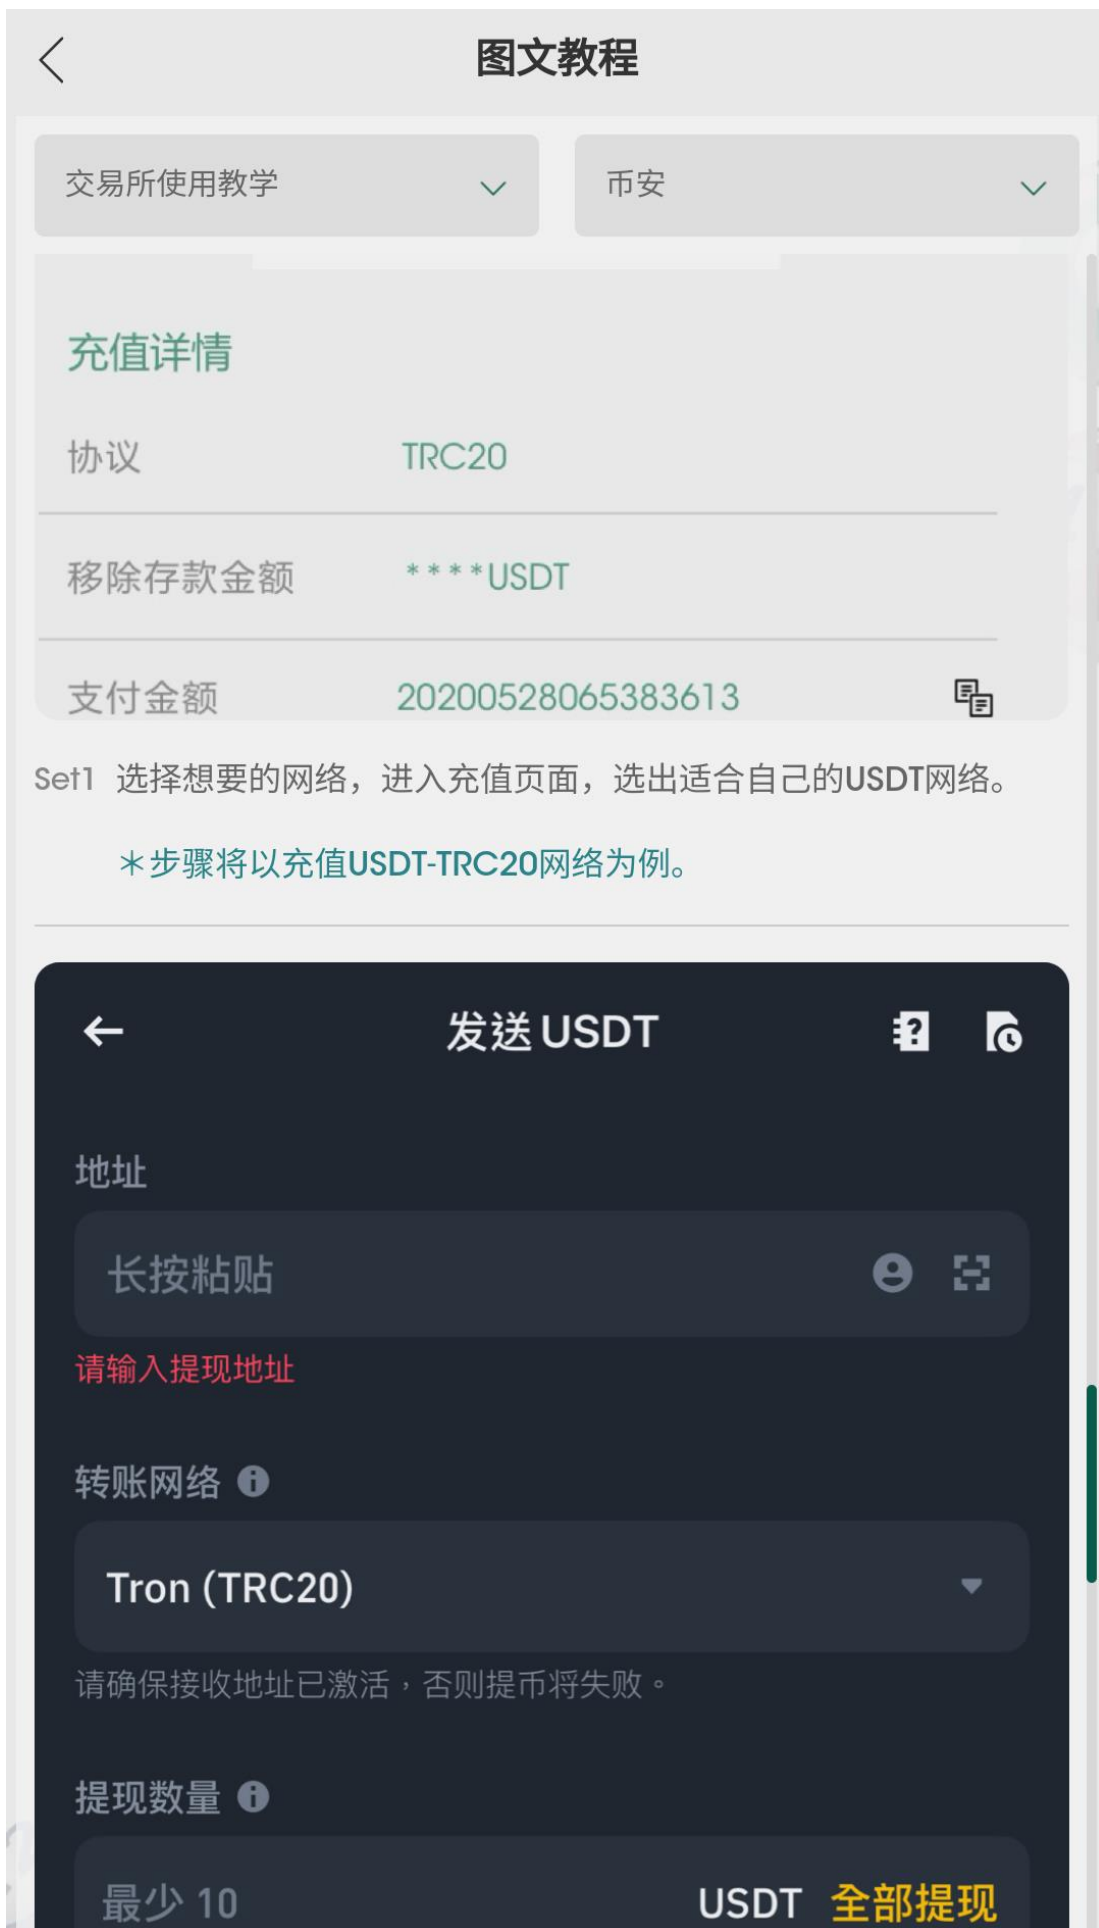 图文教程
交易所使用教学
币安
充值详情
协议 TRC20
移除存款金额 ****USDT
支付金额 20200528065383613
Set1 选择想要的网络，进入充值页面，选出适合自己的USDT网络。
＊步骤将以充值USDT-TRC20网络为例。
发送 USDT
地址
长按粘贴
请输入提现地址
转账网络
Tron (TRC20)
请确保接收地址已激活，否则提币将失败。
提现数量
最少 10 USDT 全部提现